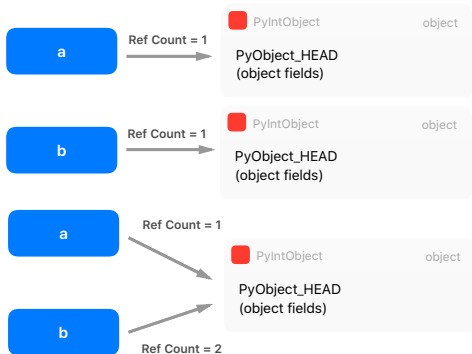 a
Ref Count = 1
PyIntObject
object
PyObject_HEAD
(object fields)
b
Ref Count = 1
PyIntObject
object
PyObject_HEAD
(object fields)
a
Ref Count = 1
PyIntObject
object
PyObject_HEAD
(object fields)
b
Ref Count = 2